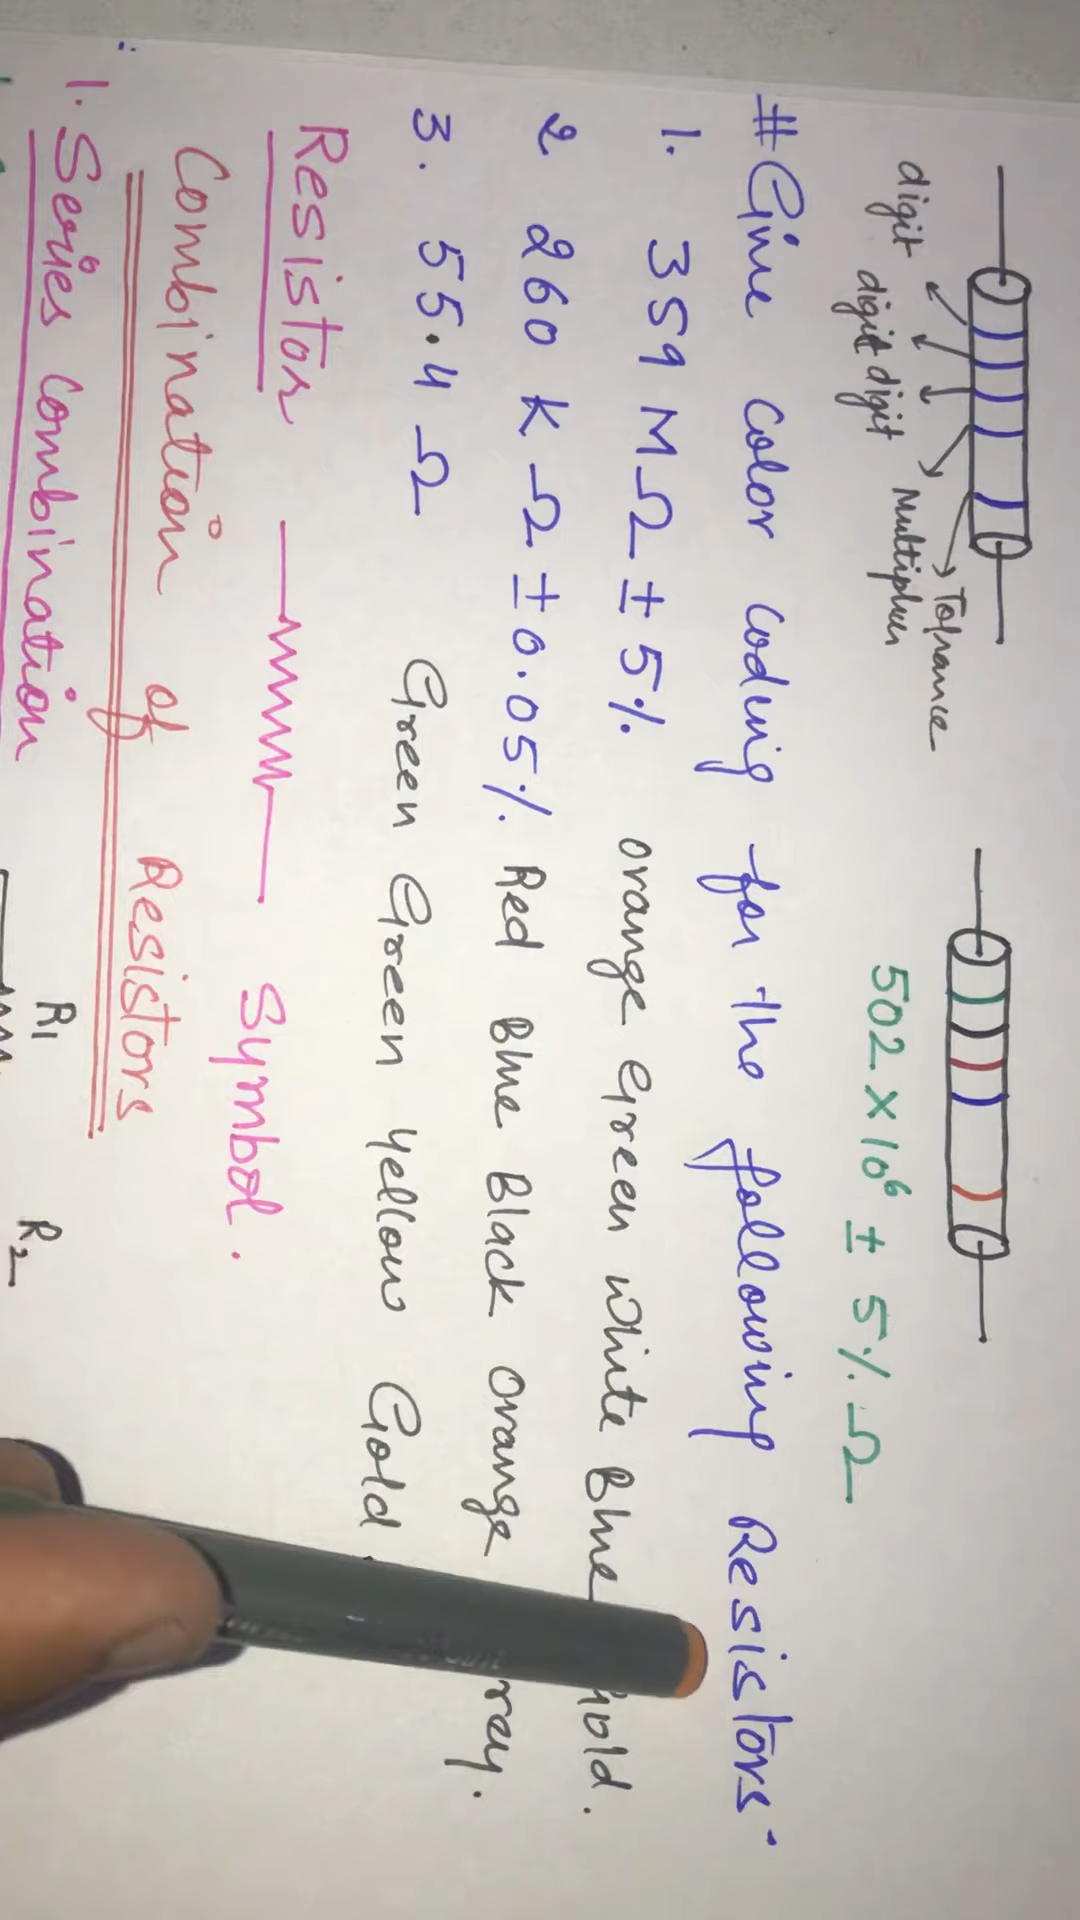 digit digit digit Multiplier Tolrance
502 × 10⁶ ± 5% Ω
# Give color coding for the following Resistors.
1. 359 MΩ ± 5% orange Green white Blue
2 260 KΩ ± 0.05% Red Blue Black orange
3. 55.4 Ω Green Green yellow Gold
Resistor Symbol.
Combination of Resistors
1. Series Combination
R1 R2